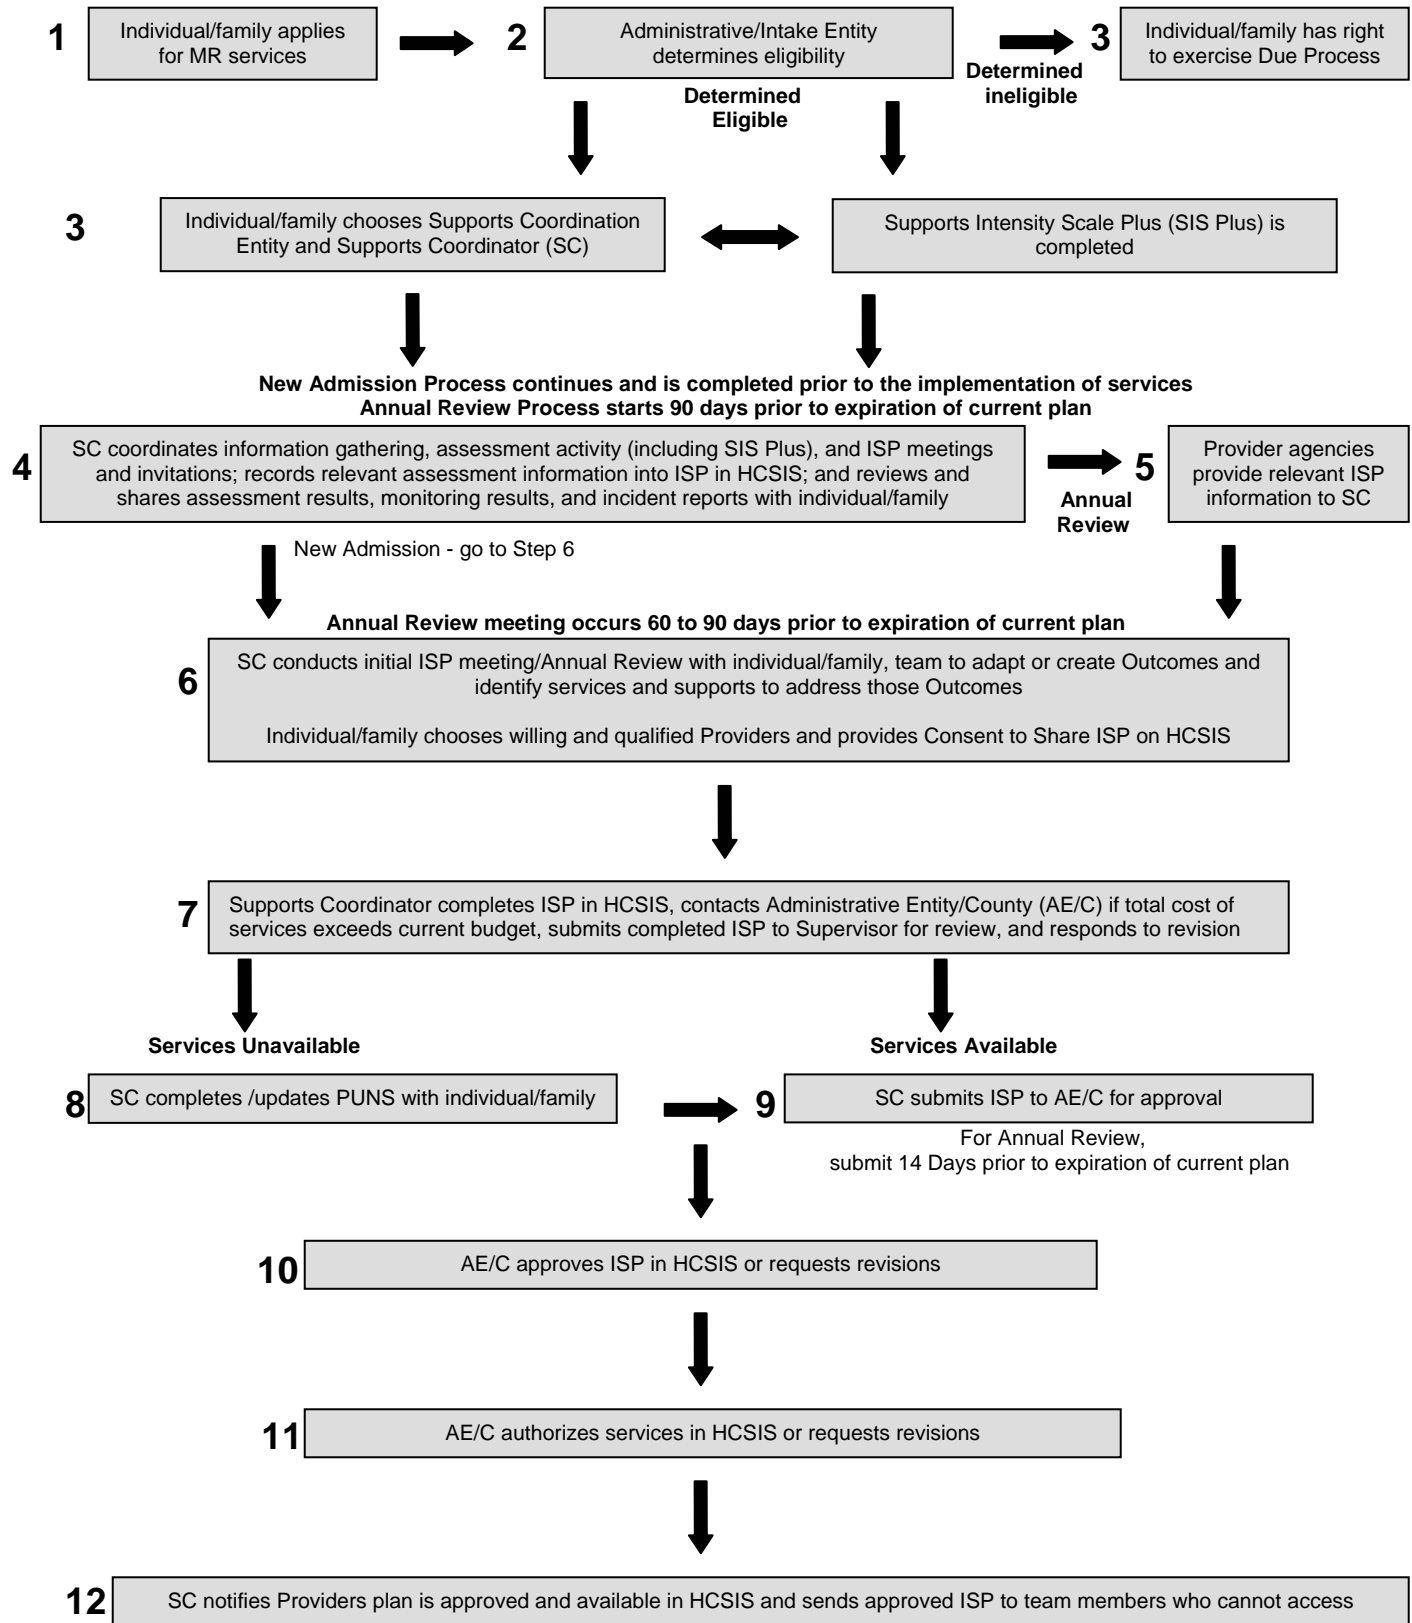 1
Individual/family applies
for MR services
2
Administrative/Intake Entity
determines eligibility
Determined
ineligible
3
Individual/family has right
to exercise Due Process
Determined
Eligible
3
Individual/family chooses Supports Coordination
Entity and Supports Coordinator (SC)
Supports Intensity Scale Plus (SIS Plus) is
completed
New Admission Process continues and is completed prior to the implementation of services
Annual Review Process starts 90 days prior to expiration of current plan
4
SC coordinates information gathering, assessment activity (including SIS Plus), and ISP meetings
and invitations; records relevant assessment information into ISP in HCSIS; and reviews and
shares assessment results, monitoring results, and incident reports with individual/family
Annual
Review
5
Provider agencies
provide relevant ISP
information to SC
New Admission - go to Step 6
Annual Review meeting occurs 60 to 90 days prior to expiration of current plan
6
SC conducts initial ISP meeting/Annual Review with individual/family, team to adapt or create Outcomes and
identify services and supports to address those Outcomes
Individual/family chooses willing and qualified Providers and provides Consent to Share ISP on HCSIS
7
Supports Coordinator completes ISP in HCSIS, contacts Administrative Entity/County (AE/C) if total cost of
services exceeds current budget, submits completed ISP to Supervisor for review, and responds to revision
Services Unavailable
Services Available
8
SC completes /updates PUNS with individual/family
9
SC submits ISP to AE/C for approval
For Annual Review,
submit 14 Days prior to expiration of current plan
10
AE/C approves ISP in HCSIS or requests revisions
11
AE/C authorizes services in HCSIS or requests revisions
12
SC notifies Providers plan is approved and available in HCSIS and sends approved ISP to team members who cannot access